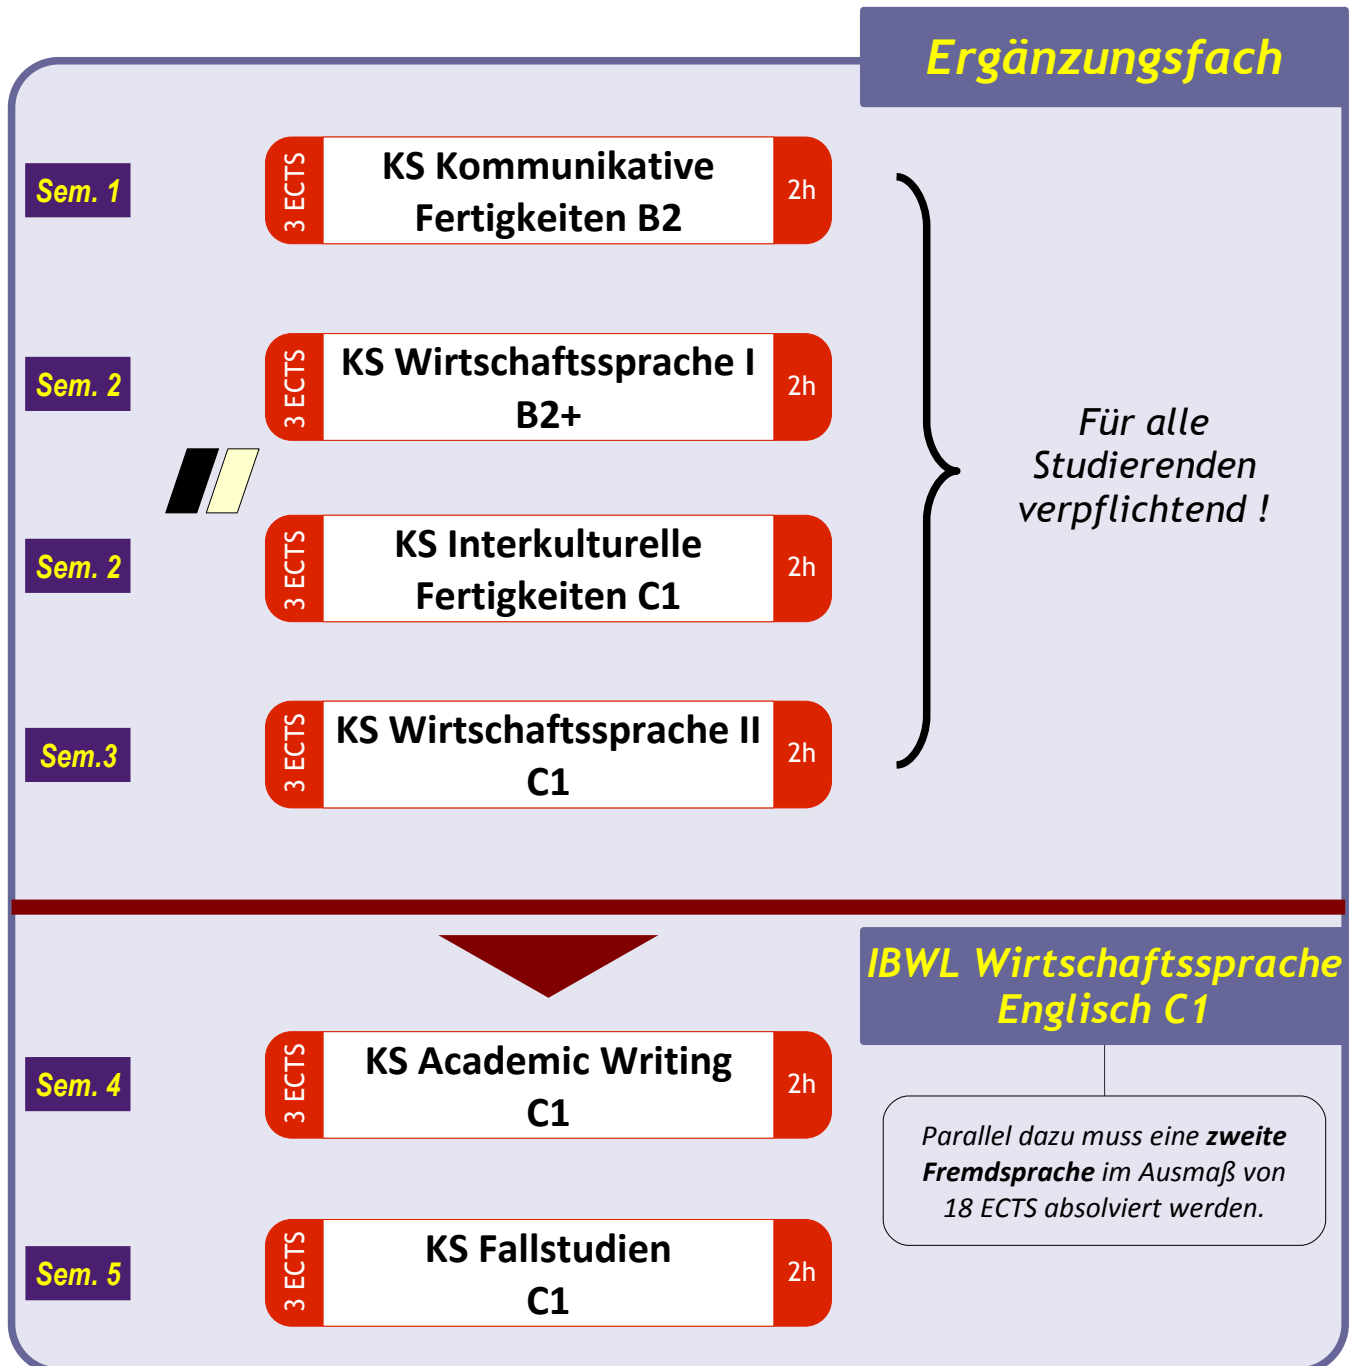 Ergänzungsfach
Sem. 1
3 ECTS
KS Kommunikative
Fertigkeiten B2
2h
Sem. 2
3 ECTS
KS Wirtschaftssprache I
B2+
2h
Für alle
Studierenden
verpflichtend !
Sem. 2
3 ECTS
KS Interkulturelle
Fertigkeiten C1
2h
Sem.3
3 ECTS
KS Wirtschaftssprache II
C1
2h
IBWL Wirtschaftssprache
Englisch C1
Sem. 4
3 ECTS
KS Academic Writing
C1
2h
Parallel dazu muss eine zweite
Fremdsprache im Ausmaß von
18 ECTS absolviert werden.
Sem. 5
3 ECTS
KS Fallstudien
C1
2h